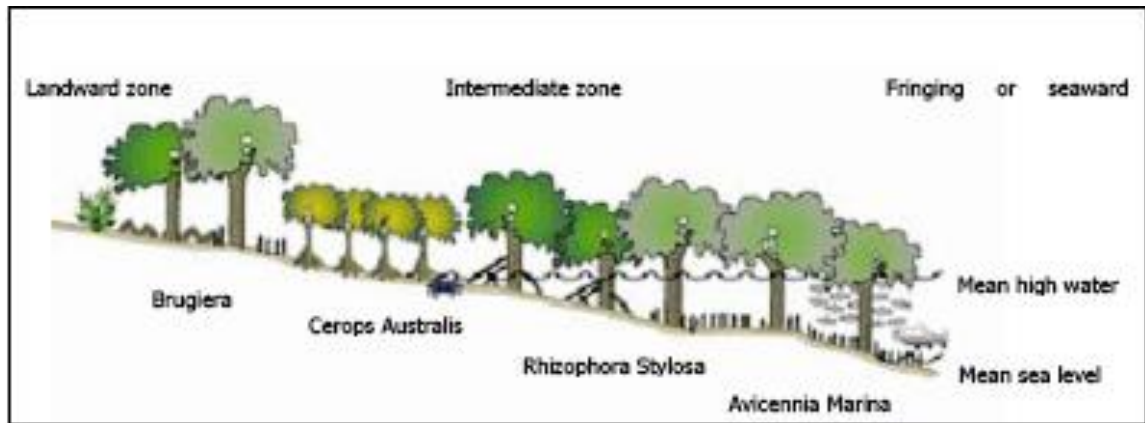 Landward zone
Intermediate zone
Fringing or seaward
Mean high water
Brugiera
Cerops Australis
Rhizophora Stylosa
Mean sea level
Avicennia Marina